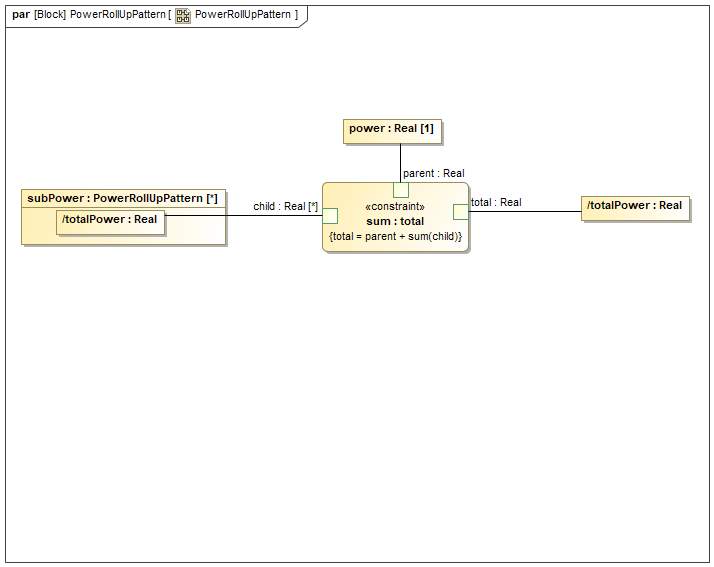 par [Block] PowerRollUpPattern [ PowerRollUpPattern ]
power : Real [1]
parent : Real
subPower : PowerRollUpPattern [*]
/totalPower : Real
child : Real [*]
«constraint»
sum : total
{total = parent + sum(child)}
total : Real
/totalPower : Real